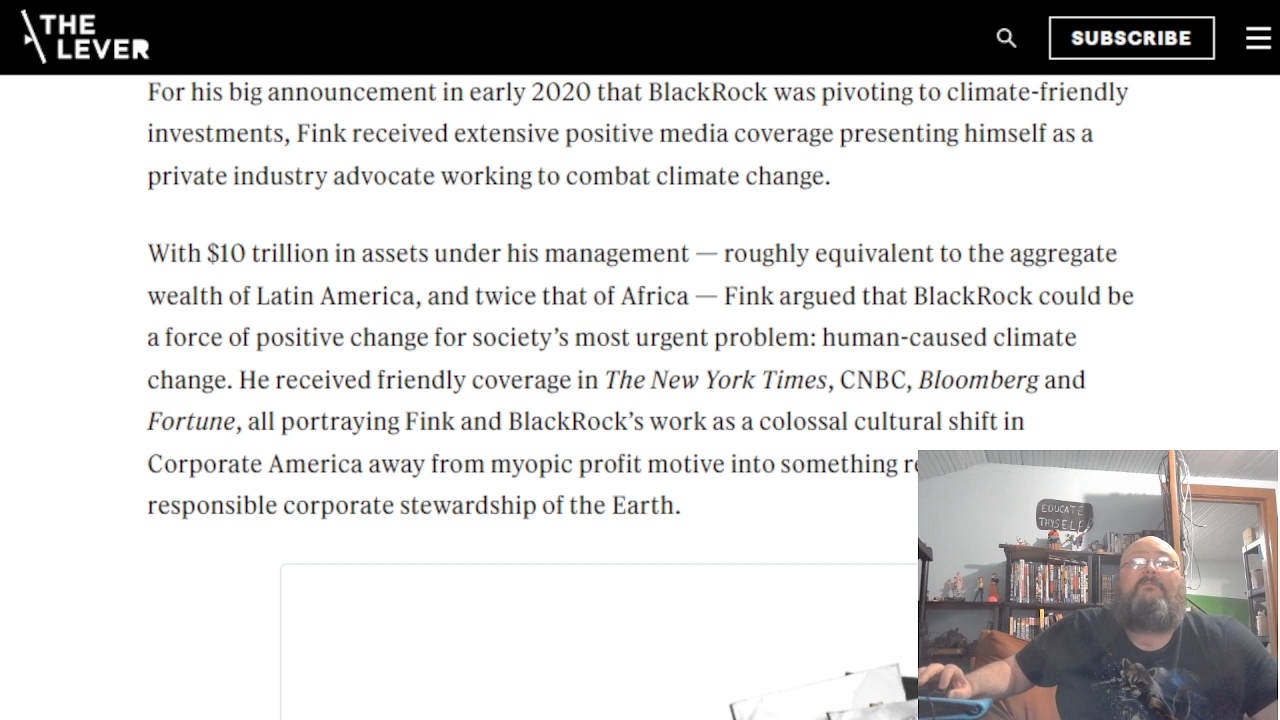 THE
LEVER
SUBSCRIBE
For his big announcement in early 2020 that BlackRock was pivoting to climate-friendly
investments, Fink received extensive positive media coverage presenting himself as a
private industry advocate working to combat climate change.
With $10 trillion in assets under his management — roughly equivalent to the aggregate
wealth of Latin America, and twice that of Africa — Fink argued that BlackRock could be
a force of positive change for society’s most urgent problem: human-caused climate
change. He received friendly coverage in The New York Times, CNBC, Bloomberg and
Fortune, all portraying Fink and BlackRock’s work as a colossal cultural shift in
Corporate America away from myopic profit motive into something
responsible corporate stewardship of the Earth.
EDUCATE
THYSELF